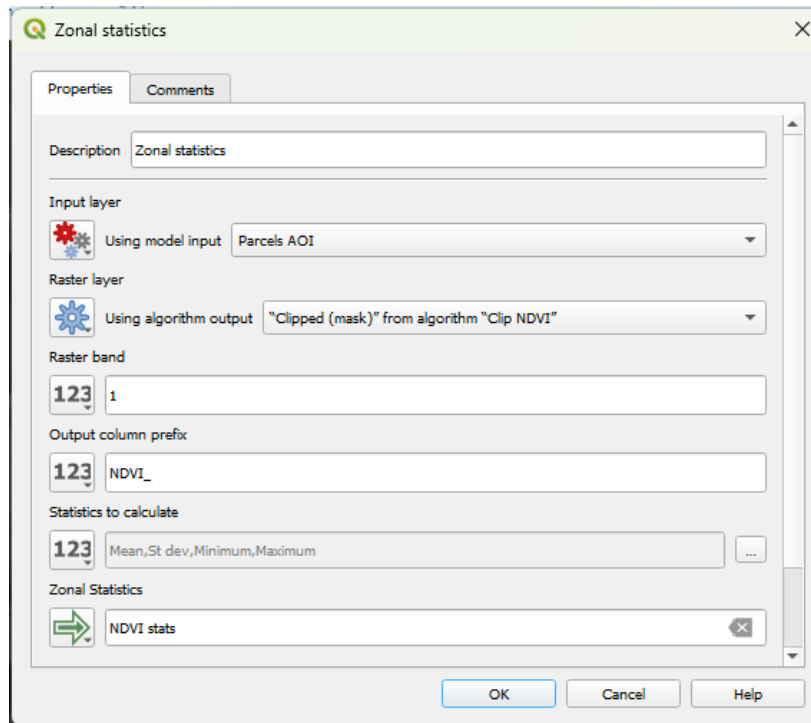 Zonal statistics
Properties Comments
Description Zonal statistics
Input layer
Using model input Parcels AOI
Raster layer
Using algorithm output “Clipped (mask)” from algorithm “Clip NDVI”
Raster band
123 1
Output column prefix
123 NDVI_
Statistics to calculate
123 Mean,St dev,Minimum,Maximum ...
Zonal Statistics
NDVI stats
OK Cancel Help